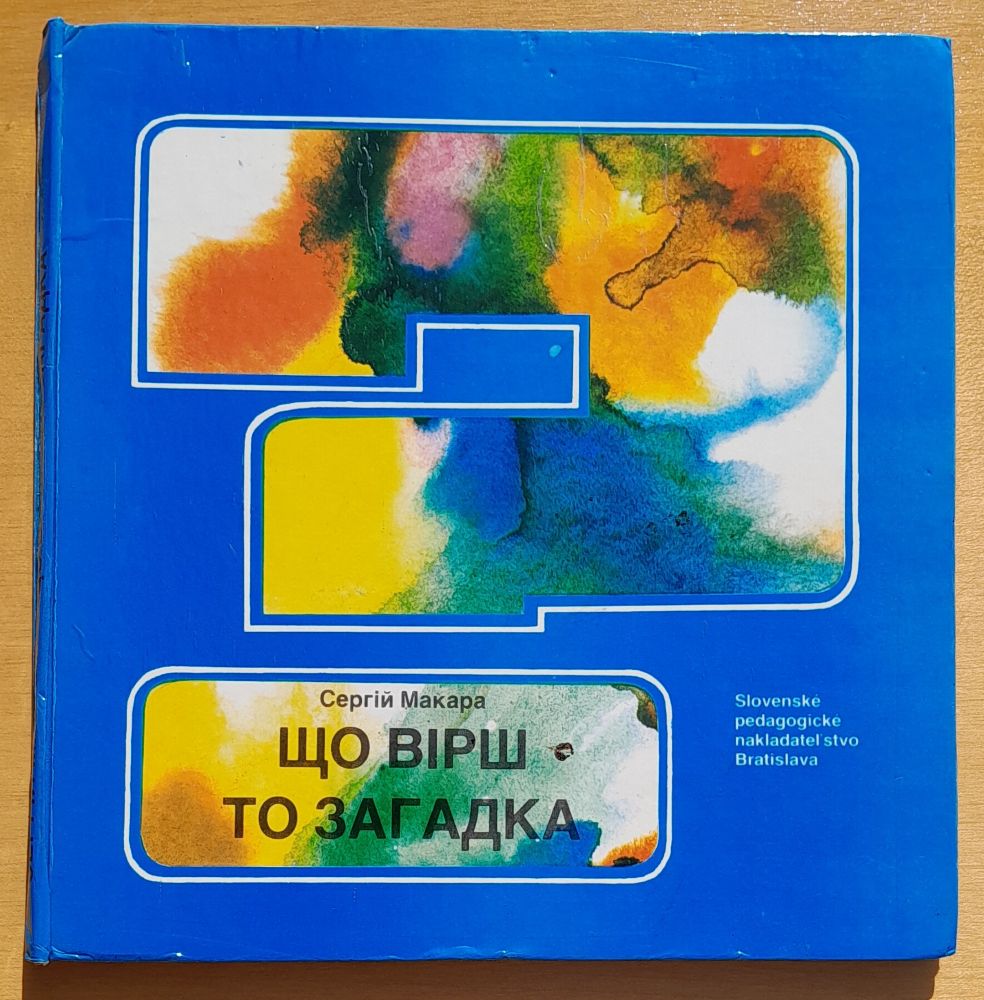 Сергій Макара
ЩО ВІРШ
ТО ЗАГАДКА
Slovenské
pedagogické
nakladateľstvo
Bratislava